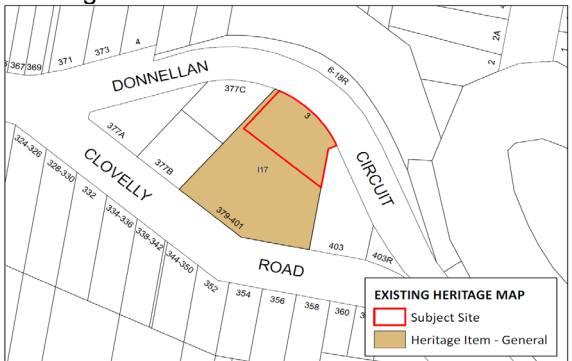 4
373
371
367 369
DONNELLAN
377C
6-18R
2A
2
3
377A
377B
CLOVELLY
I17
CIRCUIT
324-326
328-330
332
334-336
338-342
344-350
379-401
ROAD
403
403R
352
354
356
358
360
EXISTING HERITAGE MAP
Subject Site
Heritage Item - General